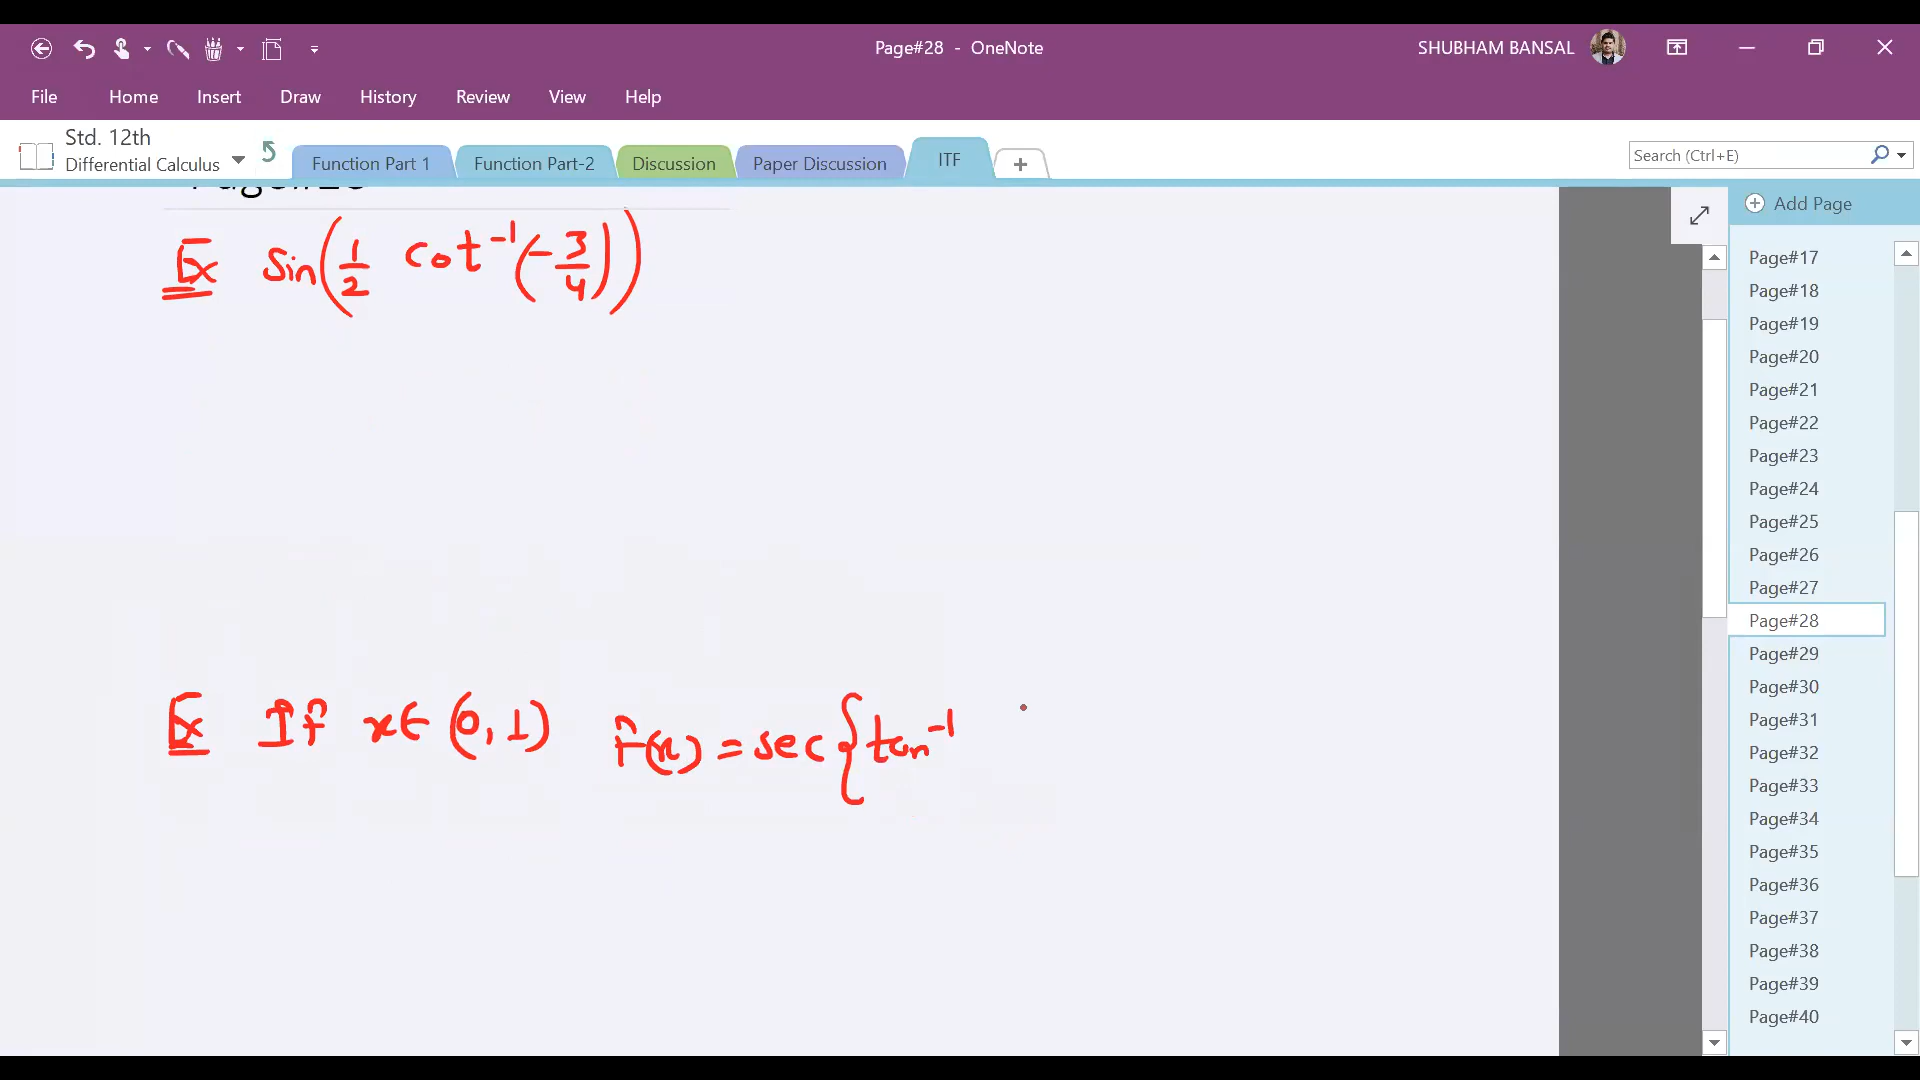 Page#28 - OneNote
SHUBHAM BANSAL
File Home Insert Draw History Review View Help
Std. 12th
Differential Calculus
Function Part 1
Function Part-2
Discussion
Paper Discussion
ITF
Search (Ctrl+E)
Add Page
Ex sin(1/2 cot⁻¹(-3/4))
Ex If x∈ (0,1) f(x) = sec{tan⁻¹
Page#17
Page#18
Page#19
Page#20
Page#21
Page#22
Page#23
Page#24
Page#25
Page#26
Page#27
Page#28
Page#29
Page#30
Page#31
Page#32
Page#33
Page#34
Page#35
Page#36
Page#37
Page#38
Page#39
Page#40